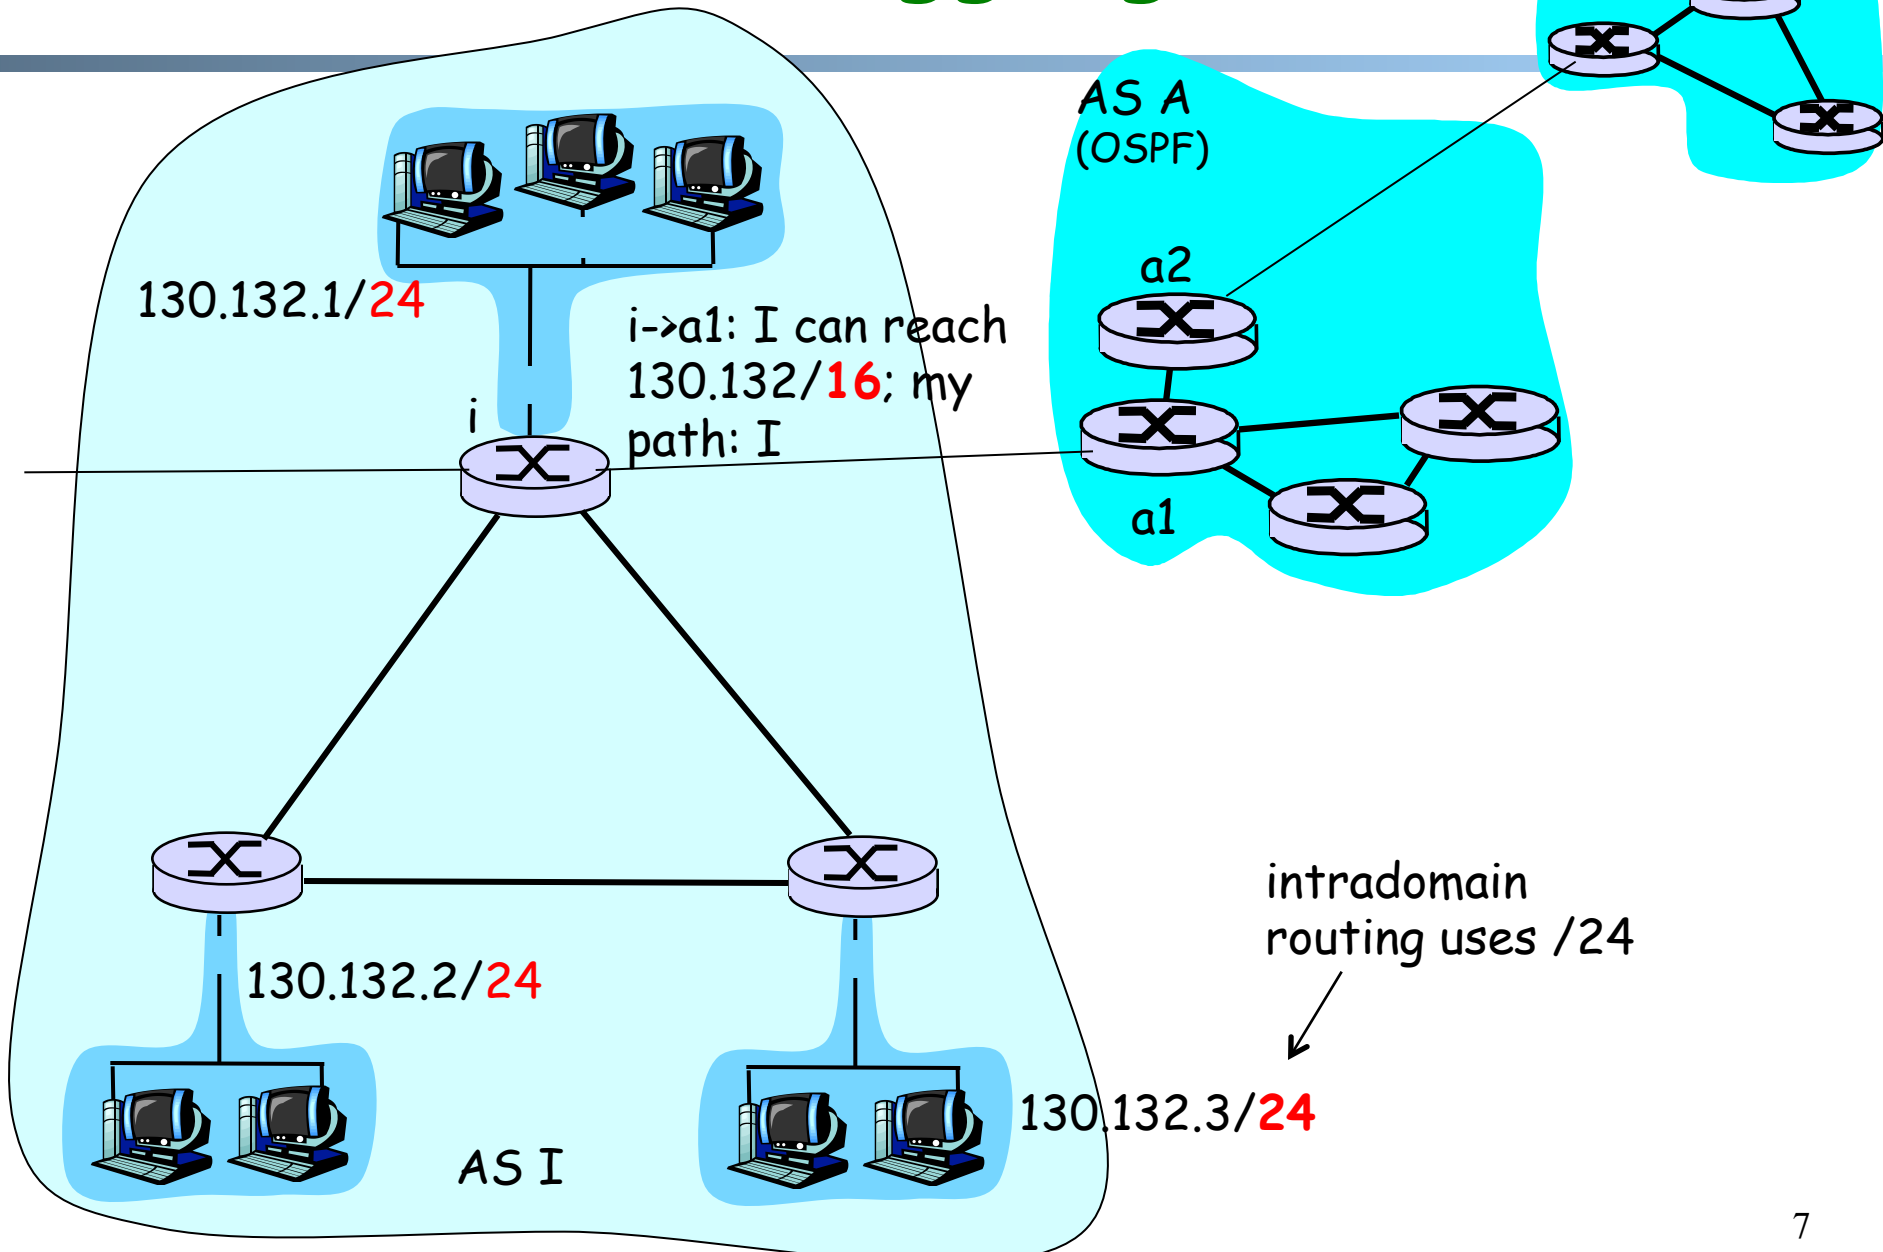 AS A
(OSPF)
a2
130.132.1/24
i->a1: I can reach
130.132/16; my
path: I
i
a1
intradomain
routing uses /24
130.132.2/24
130.132.3/24
AS I
7